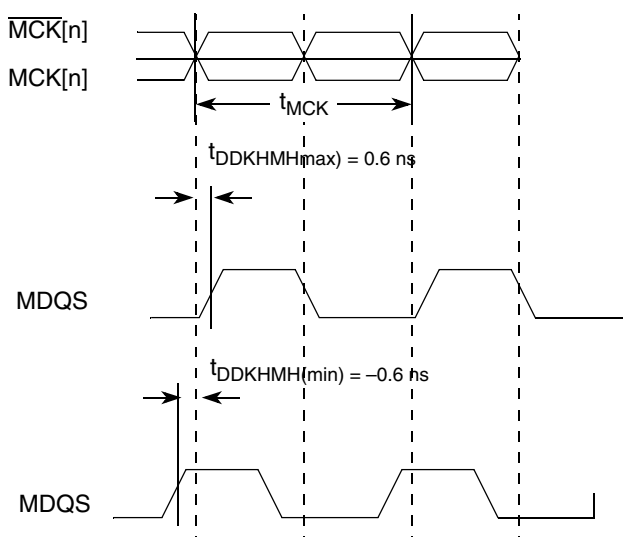 MCK[n]
MCK[n]
tMCK
tDDKHMHmax) = 0.6 ns
MDQS
tDDKHMH(min) = –0.6 ns
MDQS